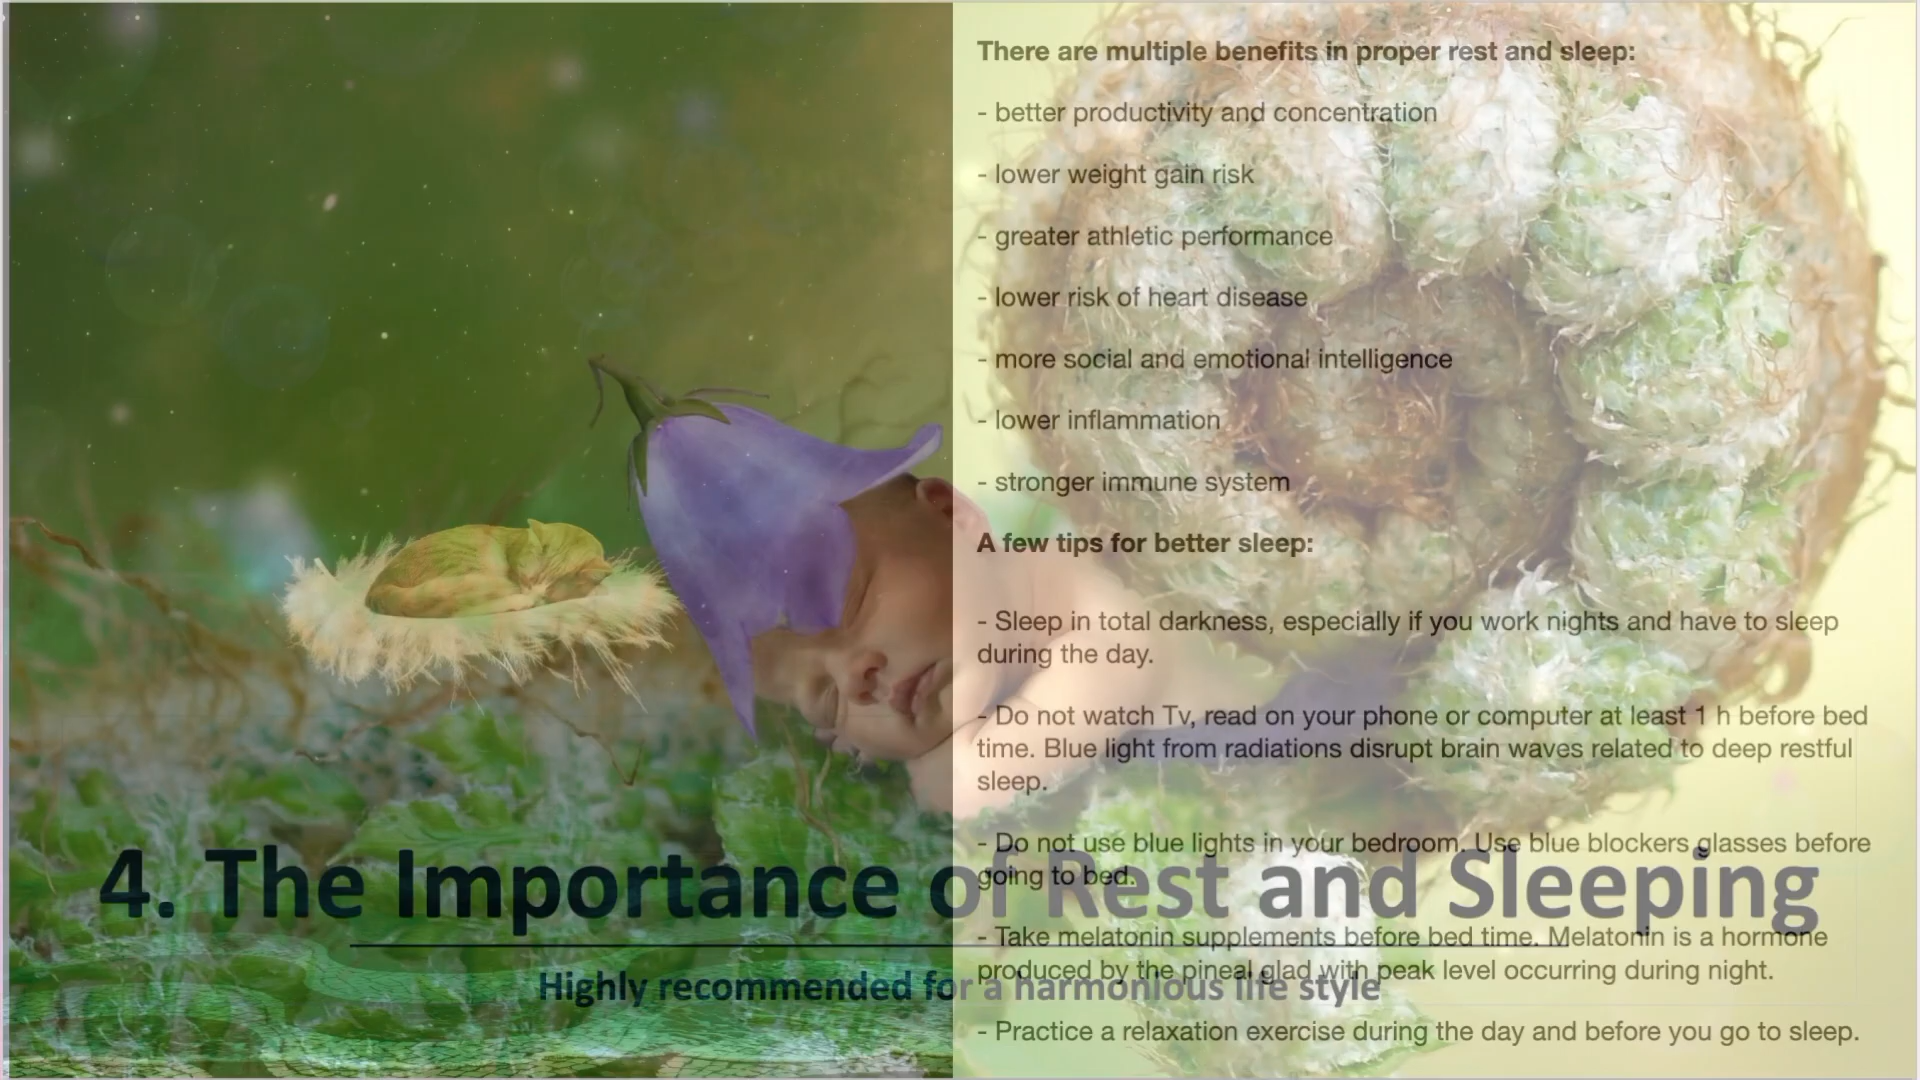 There are multiple benefits in proper rest and sleep:
- better productivity and concentration
- lower weight gain risk
- greater athletic performance
- lower risk of heart disease
- more social and emotional intelligence
- lower inflammation
- stronger immune system
A few tips for better sleep:
- Sleep in total darkness, especially if you work nights and have to sleep
during the day.
- Do not watch Tv, read on your phone or computer at least 1 h before bed
time. Blue light from radiations disrupt brain waves related to deep restful
sleep.
- Do not use blue lights in your bedroom. Use blue blockers glasses before
going to bed.
- Take melatonin supplements before bed time. Melatonin is a hormone
produced by the pineal glad with peak level occurring during night.
- Practice a relaxation exercise during the day and before you go to sleep.
4. The Importance of Rest and Sleeping
Highly recommended for a harmonious life style